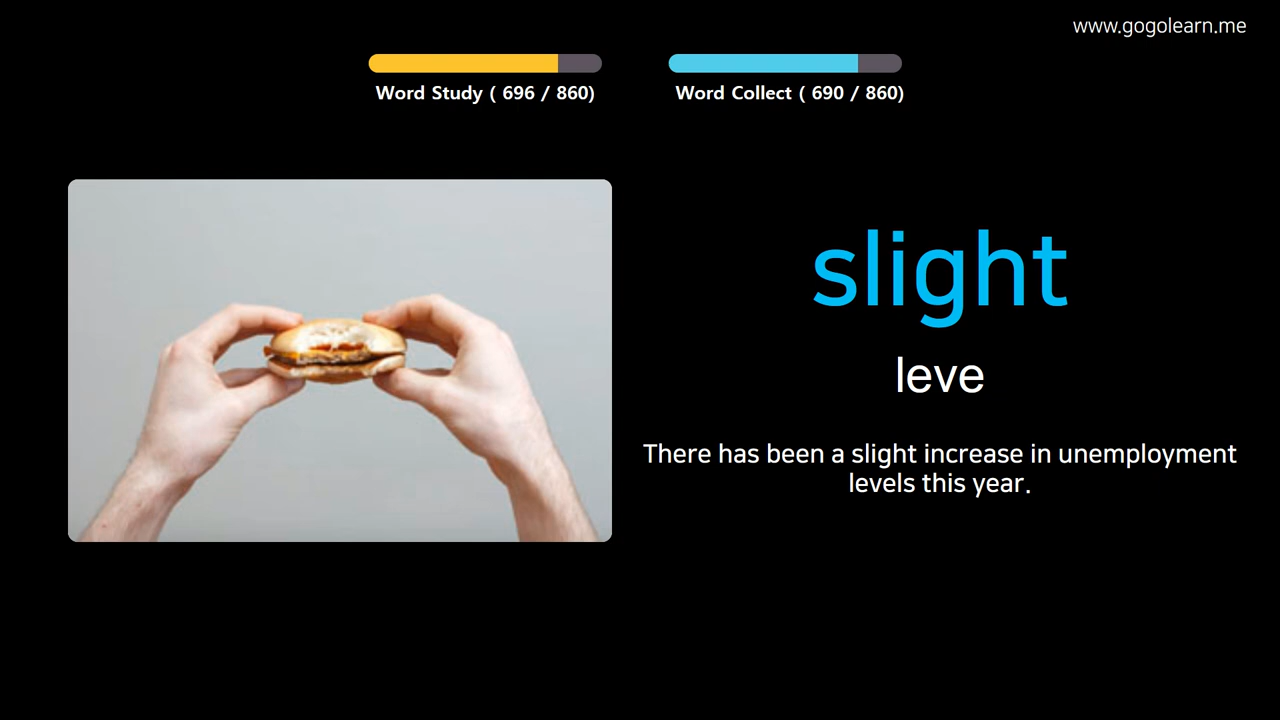 www.gogolearn.me
Word Study ( 696 / 860)
Word Collect ( 690 / 860)
slight
leve
There has been a slight increase in unemployment
levels this year.